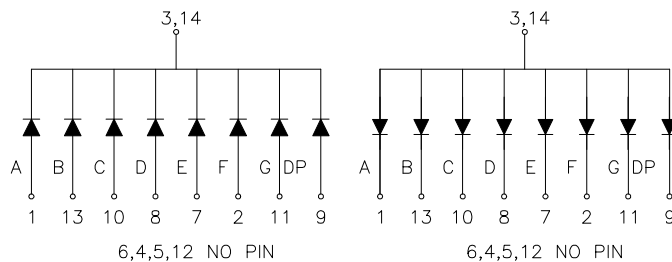 3,14 3,14
A B C D E F G DP A B C D E F G DP
1 13 10 8 7 2 11 9 1 13 10 8 7 2 11 9
6,4,5,12 NO PIN 6,4,5,12 NO PIN